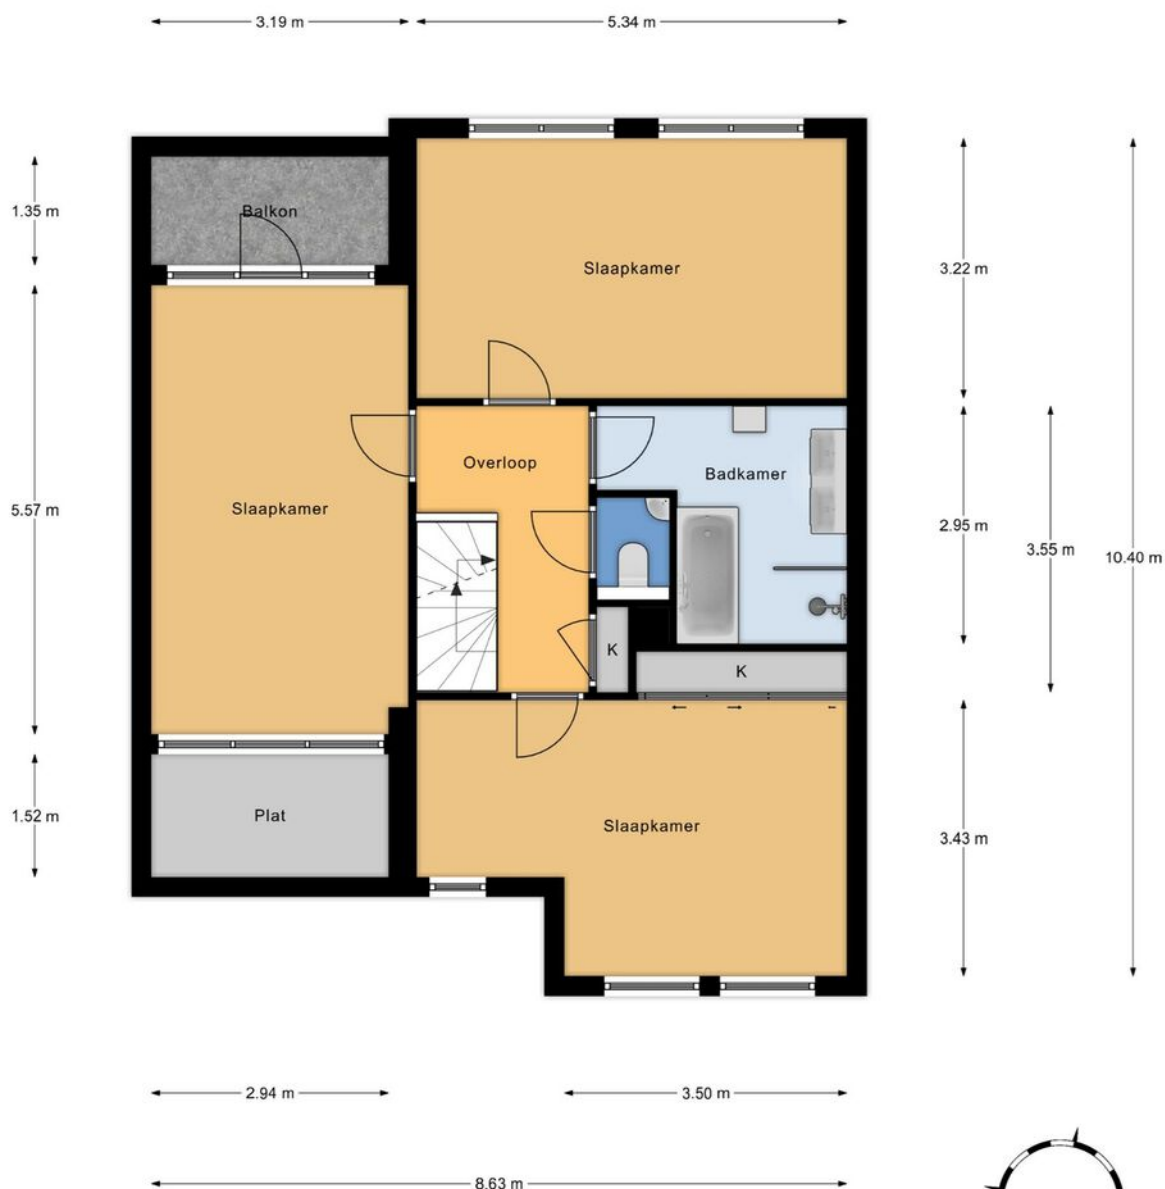 3.19 m
5.34 m
1.35 m
Balkon
Slaapkamer
3.22 m
Overloop
Badkamer
Slaapkamer
5.57 m
2.95 m
3.55 m
10.40 m
K
K
Plat
1.52 m
Slaapkamer
3.43 m
2.94 m
3.50 m
8.63 m